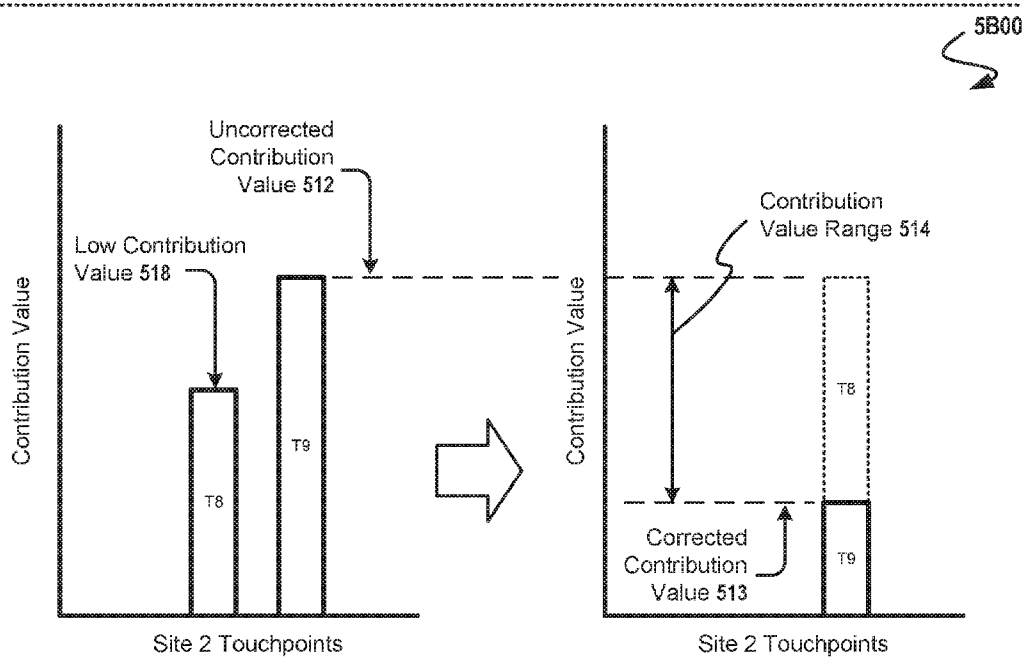 5B00
Uncorrected
Contribution
Value 512
Low Contribution
Value 518
Contribution Value
T8
T9
Site 2 Touchpoints
Contribution
Value Range 514
Contribution Value
T8
Corrected
Contribution
Value 513
T9
Site 2 Touchpoints